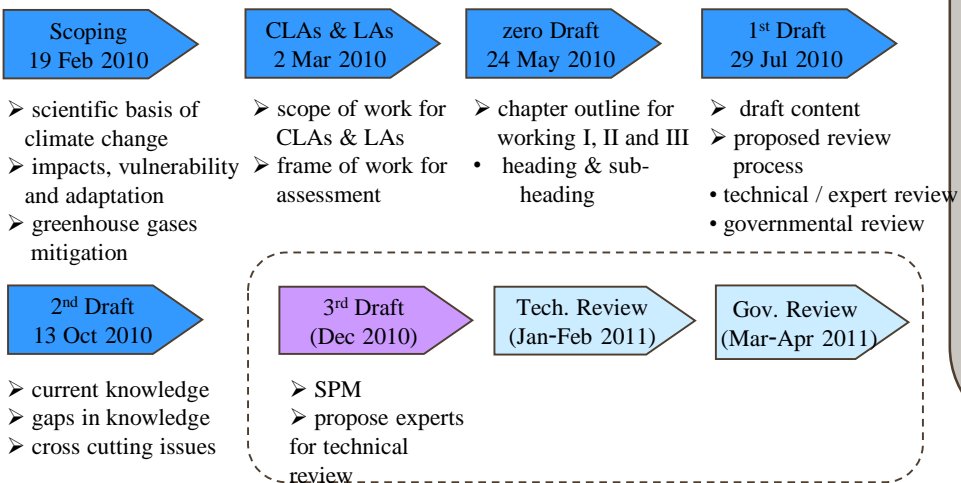 Scoping
19 Feb 2010
➢ scientific basis of
climate change
➢ impacts, vulnerability
and adaptation
➢ greenhouse gases
mitigation
CLAs & LAs
2 Mar 2010
➢ scope of work for
CLAs & LAs
➢ frame of work for
assessment
zero Draft
24 May 2010
➢ chapter outline for
working I, II and III
• heading & sub-
heading
1st Draft
29 Jul 2010
➢ draft content
➢ proposed review
process
• technical / expert review
• governmental review
2nd Draft
13 Oct 2010
➢ current knowledge
➢ gaps in knowledge
➢ cross cutting issues
3rd Draft
(Dec 2010)
➢ SPM
➢ propose experts
for technical
review
Tech. Review
(Jan-Feb 2011)
Gov. Review
(Mar-Apr 2011)